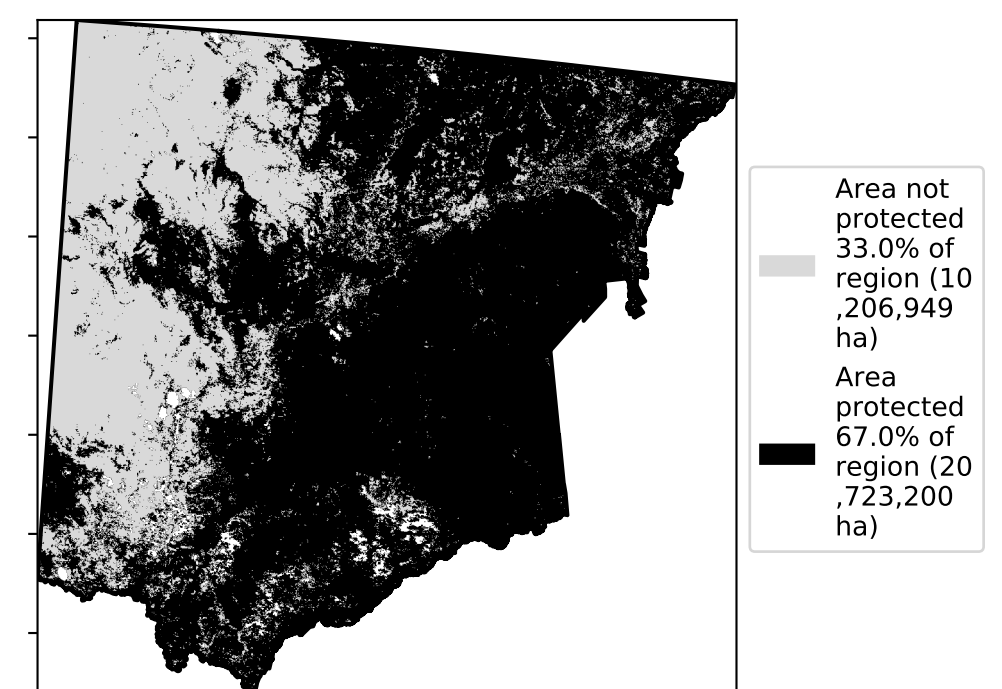 Area not
protected
33.0% of
region (10
,206,949
ha)
Area
protected
67.0% of
region (20
,723,200
ha)